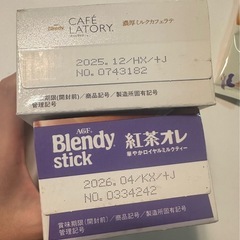 Blendy
CAFÉ
LATORY.
濃厚ミルクカフェラテ
2025.12/HX/+J
NO.0743182
賞味期限(開封前)/商品記号/製造所固有記号
管理記号
AGF
Blendy
stick
紅茶オレ
華やかロイヤルミルクティー
2026.04/KX/+J
NO.0334242
賞味期限(開封前)/商品記号/製造所固有記号
管理記号